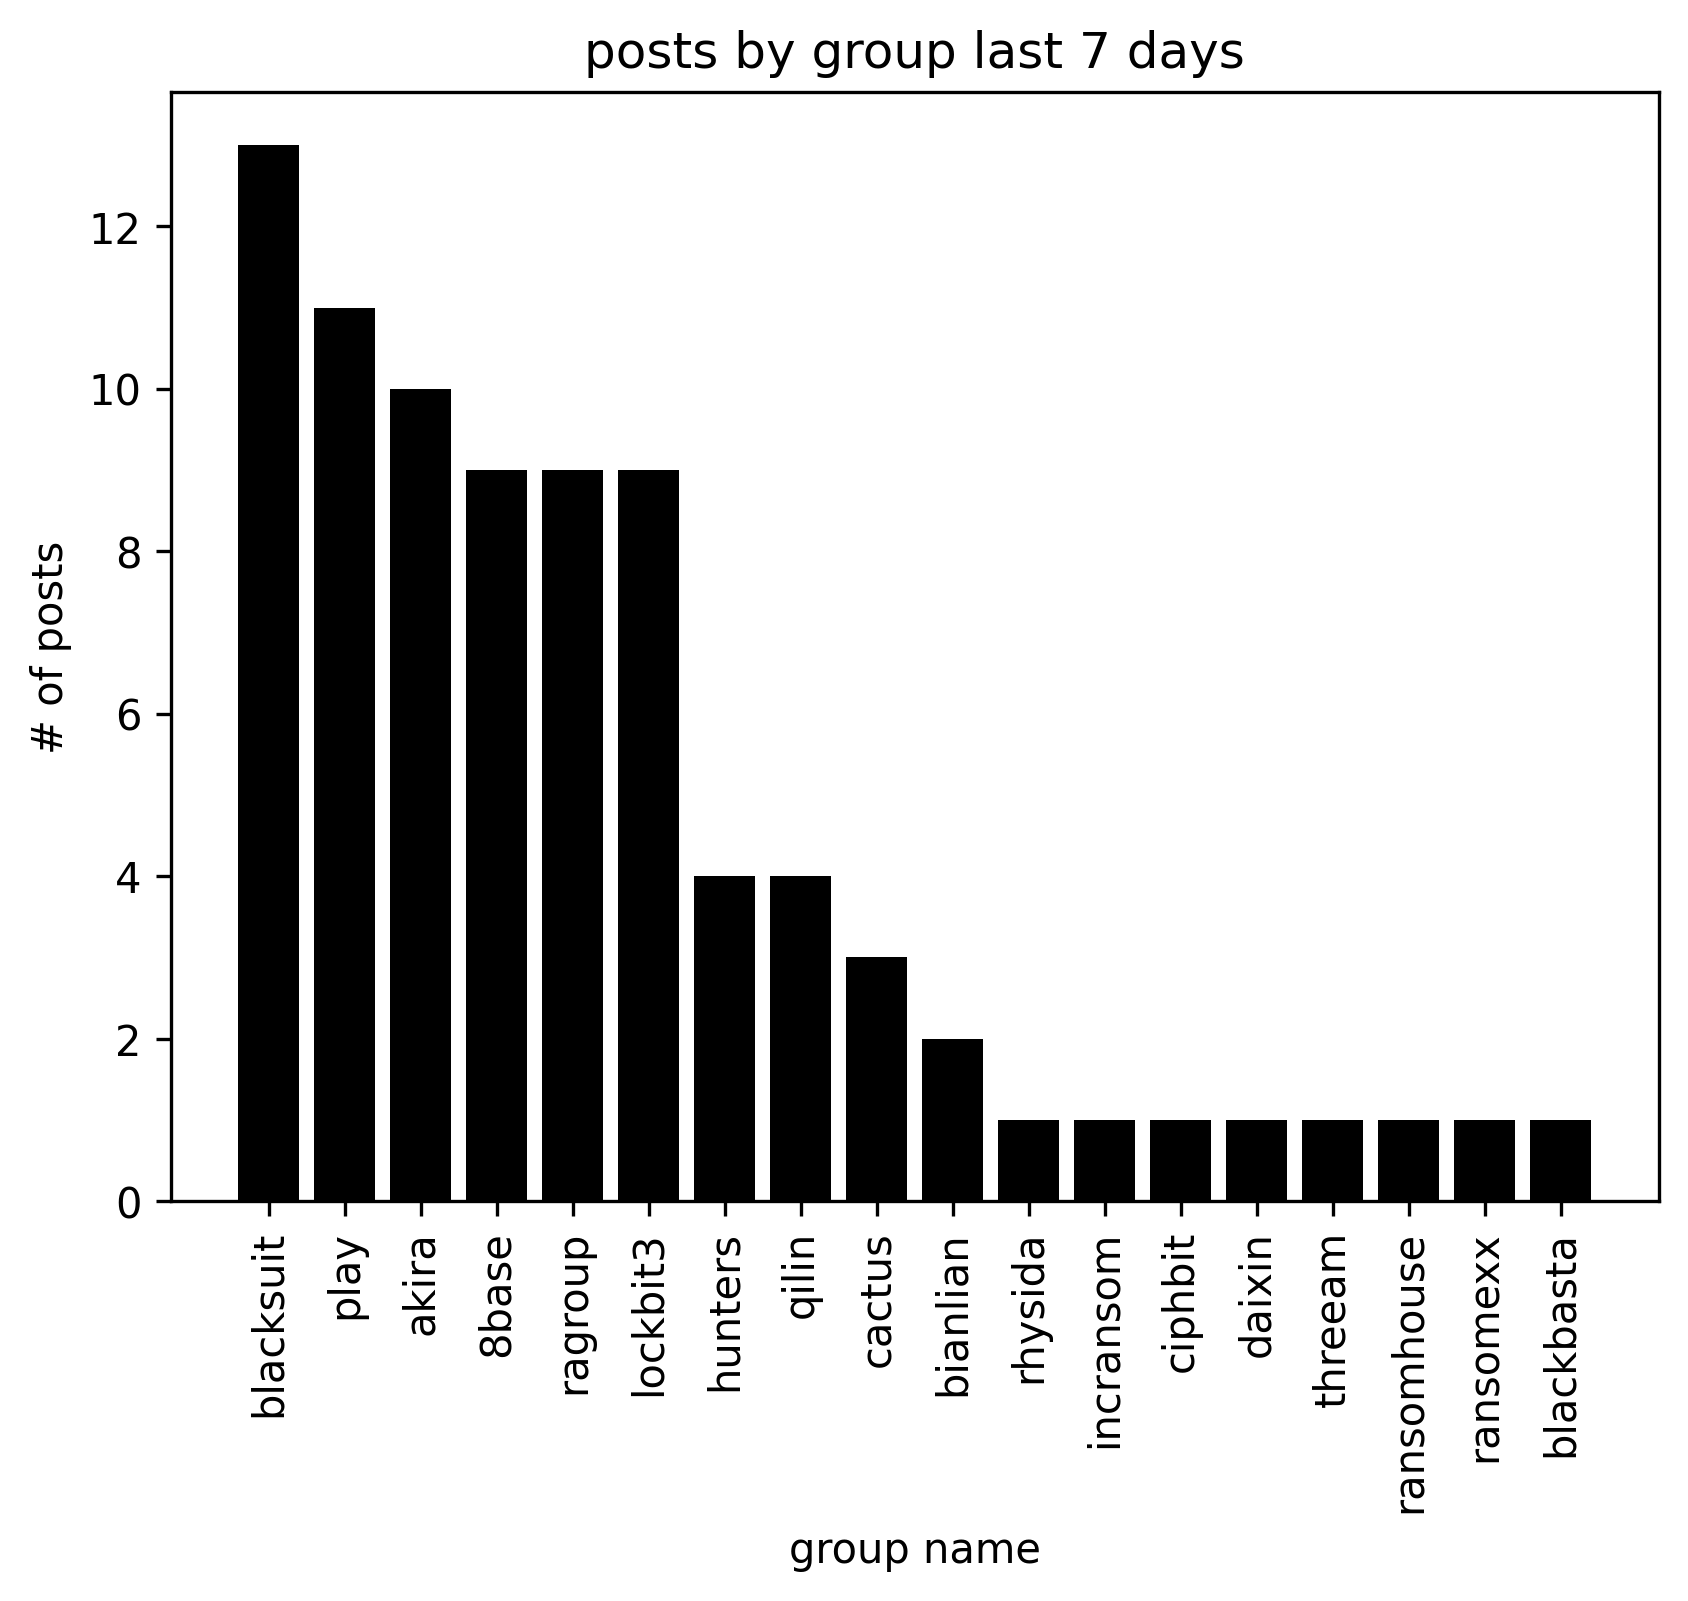 posts by group last 7 days
# of posts
12
10
8
6
4
2
0
blacksuit
play
akira
8base
ragroup
lockbit3
hunters
qilin
cactus
bianlian
rhysida
incransom
ciphbit
daixin
threeam
ransomhouse
ransomexx
blackbasta
group name